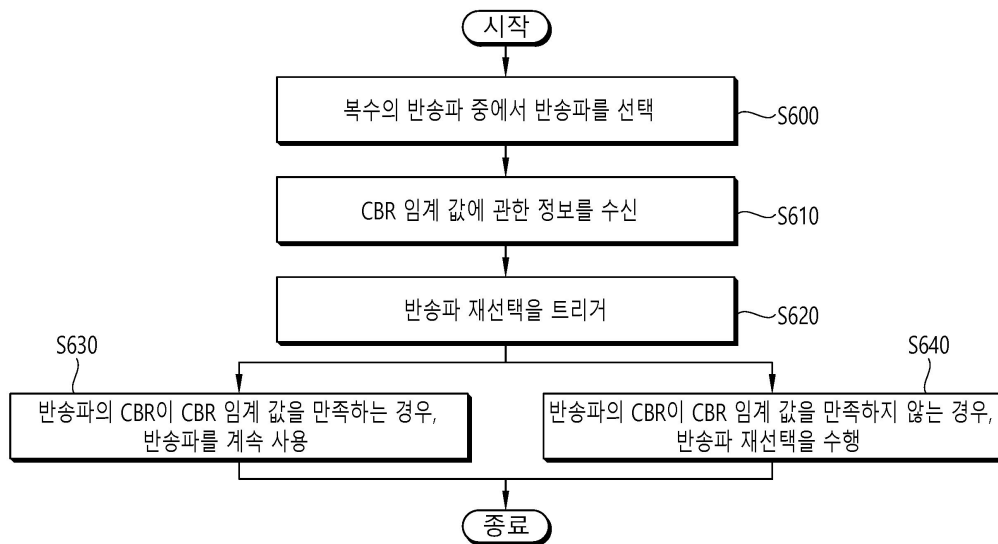 시작
복수의 반송파 중에서 반송파를 선택
S600
CBR 임계 값에 관한 정보를 수신
S610
반송파 재선택을 트리거
S620
S630
반송파의 CBR이 CBR 임계 값을 만족하는 경우,
반송파를 계속 사용
S640
반송파의 CBR이 CBR 임계 값을 만족하지 않는 경우,
반송파 재선택을 수행
종료